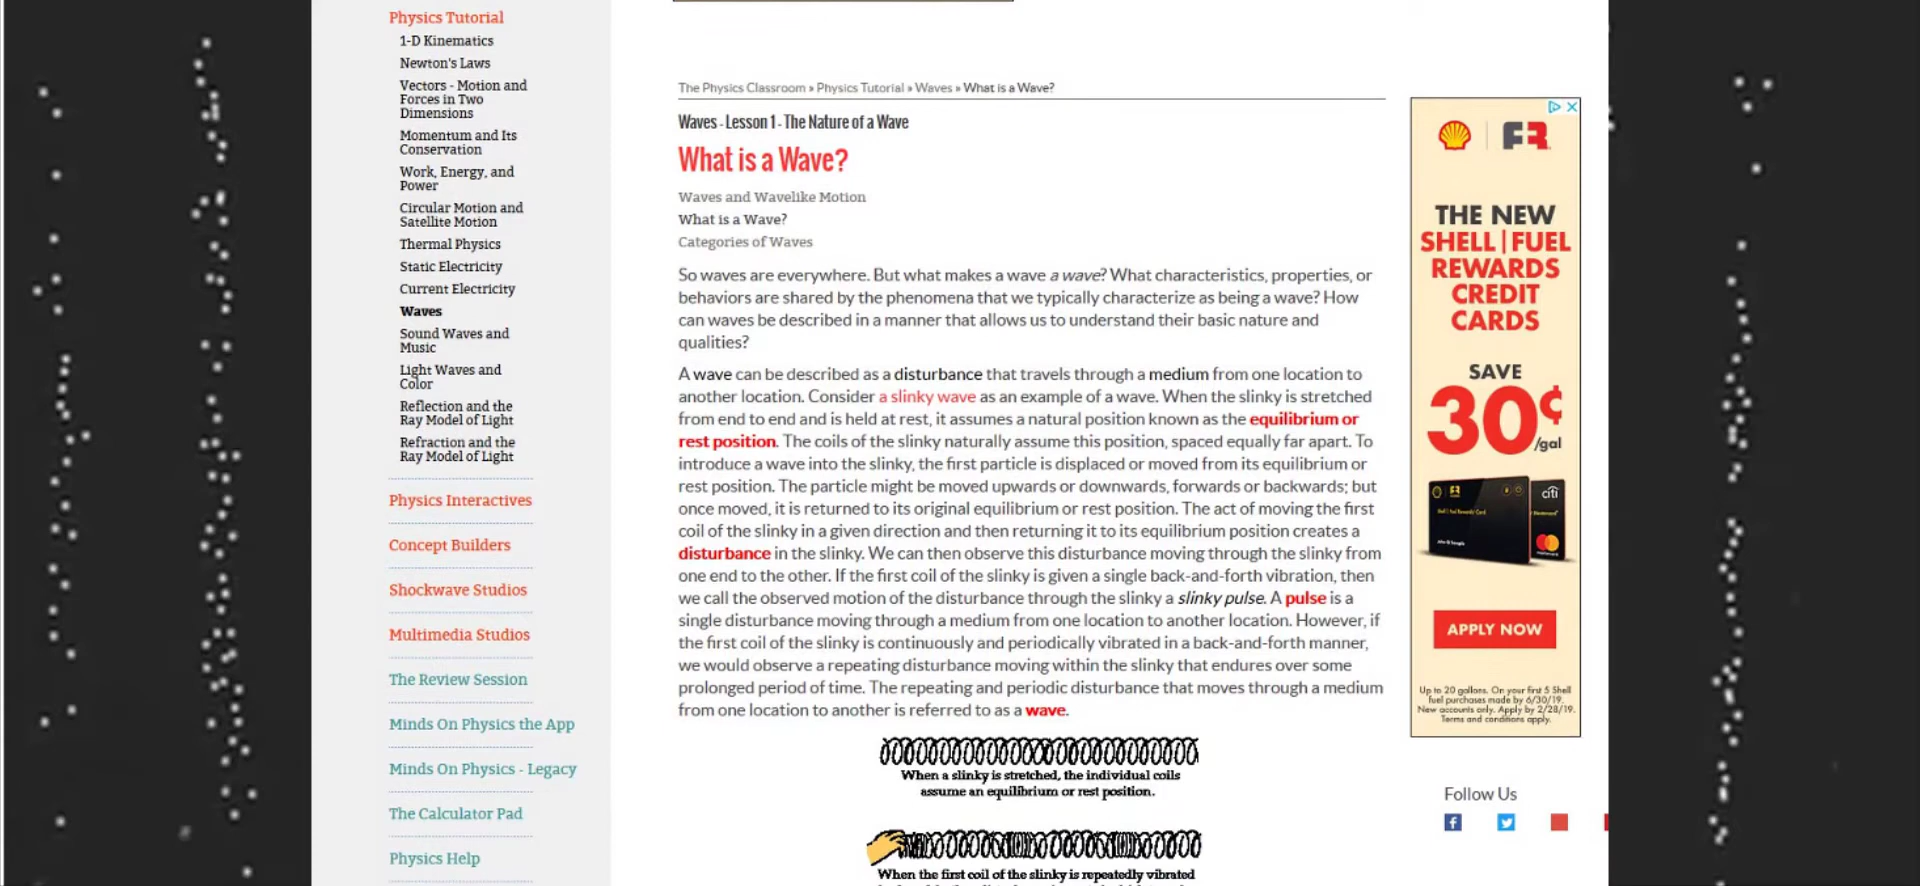 Physics Tutorial
1-D Kinematics
Newton's Laws
Vectors - Motion and
Forces in Two
Dimensions
Momentum and Its
Conservation
Work, Energy, and
Power
Circular Motion and
Satellite Motion
Thermal Physics
Static Electricity
Current Electricity
Waves
Sound Waves and
Music
Light Waves and
Color
Reflection and the
Ray Model of Light
Refraction and the
Ray Model of Light
Physics Interactives
Concept Builders
Shockwave Studios
Multimedia Studios
The Review Session
Minds On Physics the App
Minds On Physics - Legacy
The Calculator Pad
Physics Help
The Physics Classroom » Physics Tutorial » Waves » What is a Wave?
Waves - Lesson 1 - The Nature of a Wave
What is a Wave?
Waves and Wavelike Motion
What is a Wave?
Categories of Waves
So waves are everywhere. But what makes a wave a wave? What characteristics, properties, or
behaviors are shared by the phenomena that we typically characterize as being a wave? How
can waves be described in a manner that allows us to understand their basic nature and
qualities?
A wave can be described as a disturbance that travels through a medium from one location to
another location. Consider a slinky wave as an example of a wave. When the slinky is stretched
from end to end and is held at rest, it assumes a natural position known as the equilibrium or
rest position. The coils of the slinky naturally assume this position, spaced equally far apart. To
introduce a wave into the slinky, the first particle is displaced or moved from its equilibrium or
rest position. The particle might be moved upwards or downwards, forwards or backwards; but
once moved, it is returned to its original equilibrium or rest position. The act of moving the first
coil of the slinky in a given direction and then returning it to its equilibrium position creates a
disturbance in the slinky. We can then observe this disturbance moving through the slinky from
one end to the other. If the first coil of the slinky is given a single back-and-forth vibration, then
we call the observed motion of the disturbance through the slinky a slinky pulse. A pulse is a
single disturbance moving through a medium from one location to another location. However, if
the first coil of the slinky is continuously and periodically vibrated in a back-and-forth manner,
we would observe a repeating disturbance moving within the slinky that endures over some
prolonged period of time. The repeating and periodic disturbance that moves through a medium
from one location to another is referred to as a wave.
When a slinky is stretched, the individual coils
assume an equilibrium or rest position.
When the first coil of the slinky is repeatedly vibrated
FR
THE NEW
SHELL | FUEL
REWARDS
CREDIT
CARDS
SAVE
30¢
/gal
citi
APPLY NOW
Up to 20 gallons. On your first 5 Shell
fuel purchases made by 6/30/19.
New accounts only. Apply by 2/28/19.
Terms and conditions apply.
Follow Us